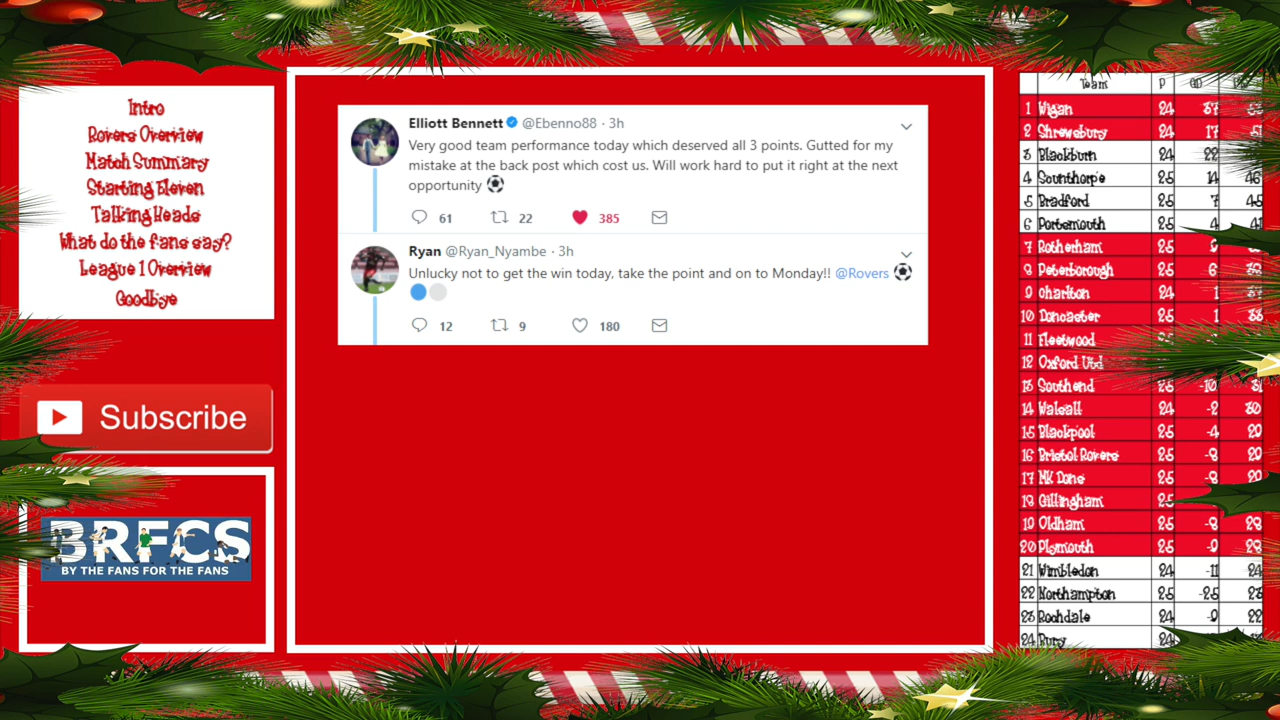 Intro
Rovers Overview
Match Summary
Starting Eleven
Talking Heads
What do the fans say?
League 1 Overview
Goodbye
Subscribe
BRFCS
BY THE FANS FOR THE FANS
Elliott Bennett @Ebenno88 · 3h
Very good team performance today which deserved all 3 points. Gutted for my
mistake at the back post which cost us. Will work hard to put it right at the next
opportunity ⚽
61 22 385
Ryan @Ryan_Nyambe · 3h
Unlucky not to get the win today, take the point and on to Monday!! @Rovers ⚽
🔵⚪
12 9 180
Team P GD
1 Wigan 24 37
2 Shrewsbury 24 17
3 Blackburn 24 22
4 Scunthorpe 25 14 46
5 Bradford 25 7 45
6 Portsmouth 25 4
7 Rotherham 25
8 Peterborough 25 6
9 Charlton 24 1
10 Doncaster 25 1
11 Fleetwood
12 Oxford Utd
13 Southend 25 -10 31
14 Walsall 24 -2 30
15 Blackpool 25 -4
16 Bristol Rovers 25
17 MK Dons 25
18 Gillingham
19 Oldham 25
20 Plymouth 25
21 Wimbledon 24 -11 24
22 Northampton 25 -25 23
23 Rochdale 24 22
24 Bury 24